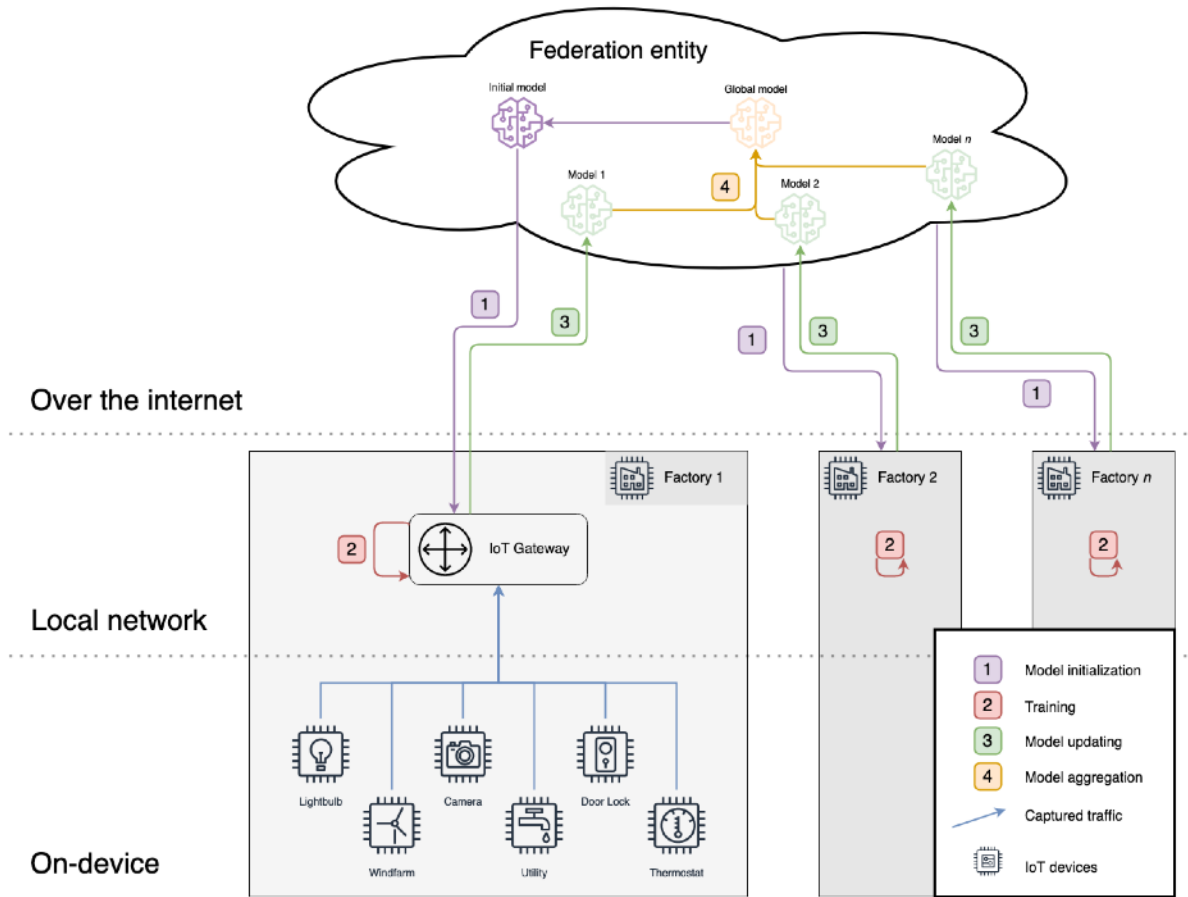 Federation entity
Initial model
Global model
Model n
Model 1
4
Model 2
1
3
1
3
3
1
Over the internet
Factory 1
Factory 2
Factory n
2
IoT Gateway
2
2
Local network
Lightbulb
Camera
Door Lock
Windfarm
Utility
Thermostat
On-device
1 Model initialization
2 Training
3 Model updating
4 Model aggregation
Captured traffic
IoT devices